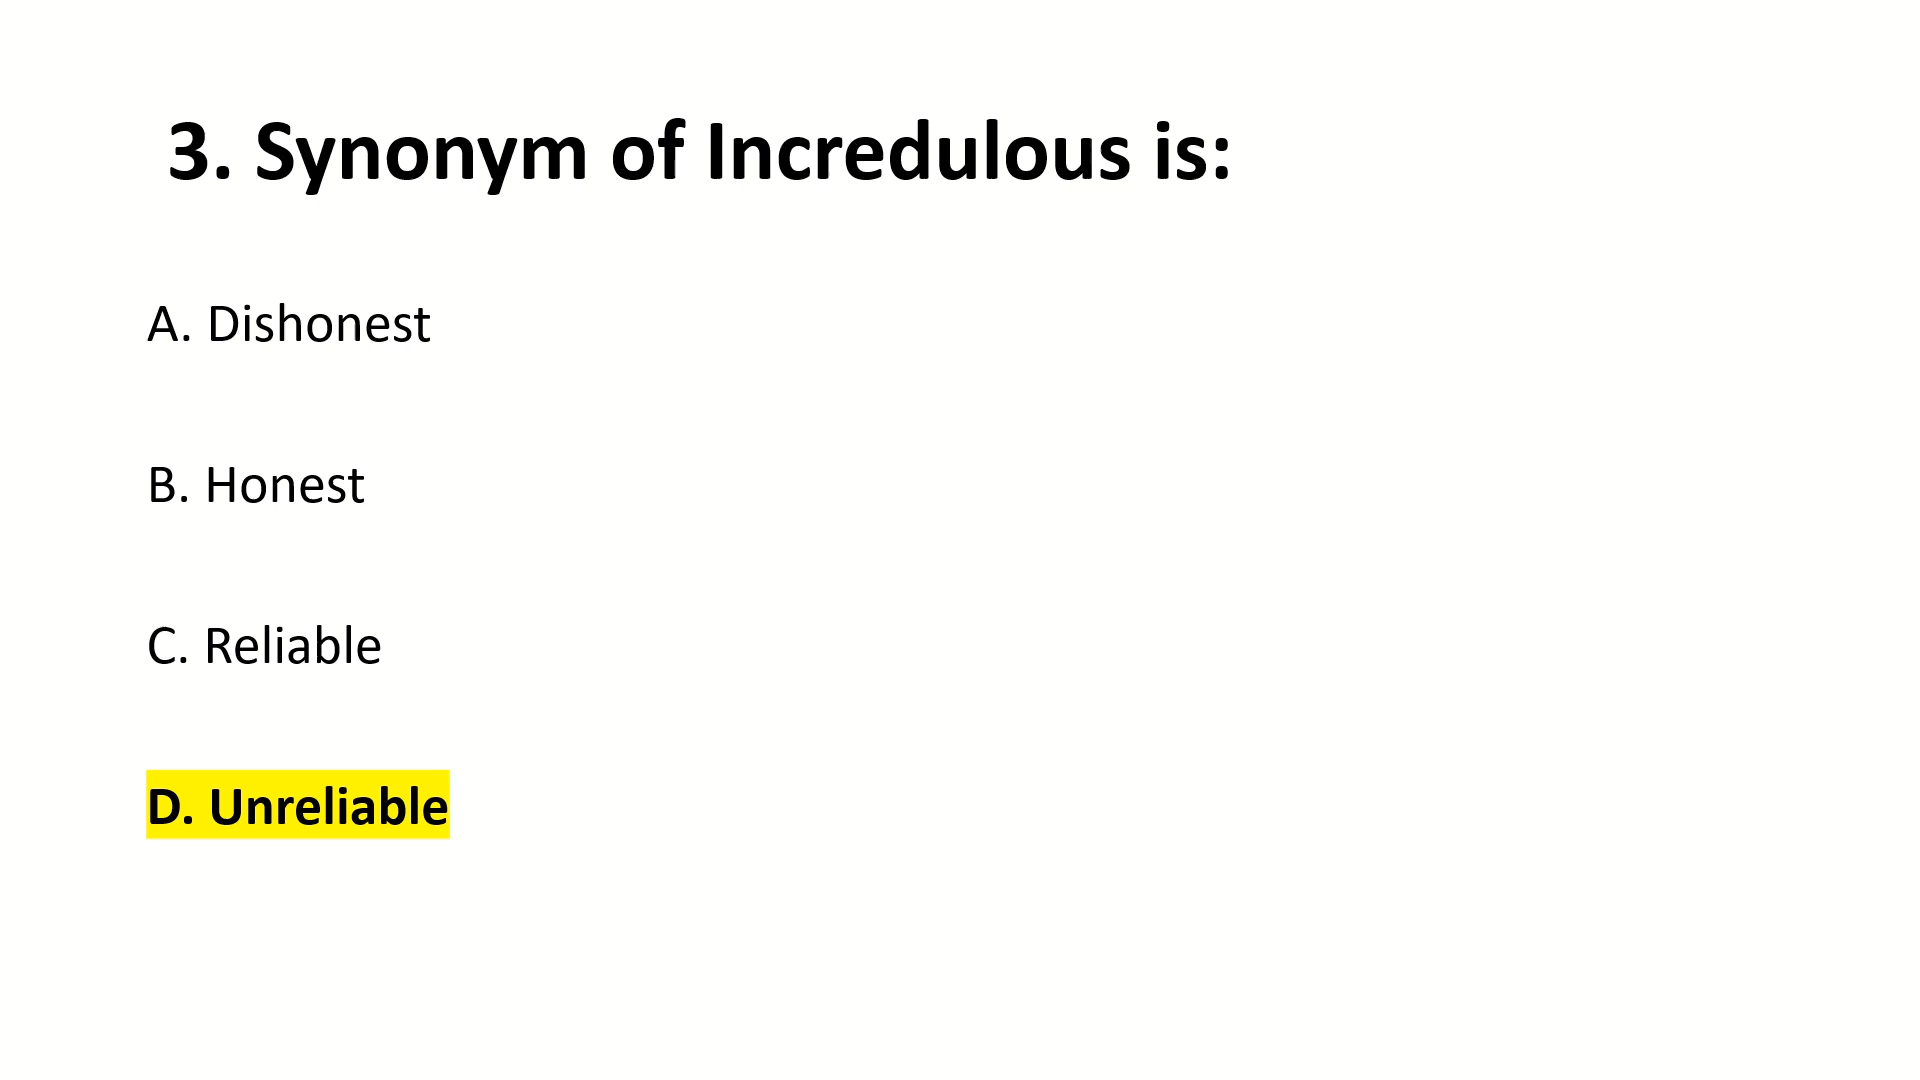 3. Synonym of Incredulous is:
A. Dishonest
B. Honest
C. Reliable
D. Unreliable